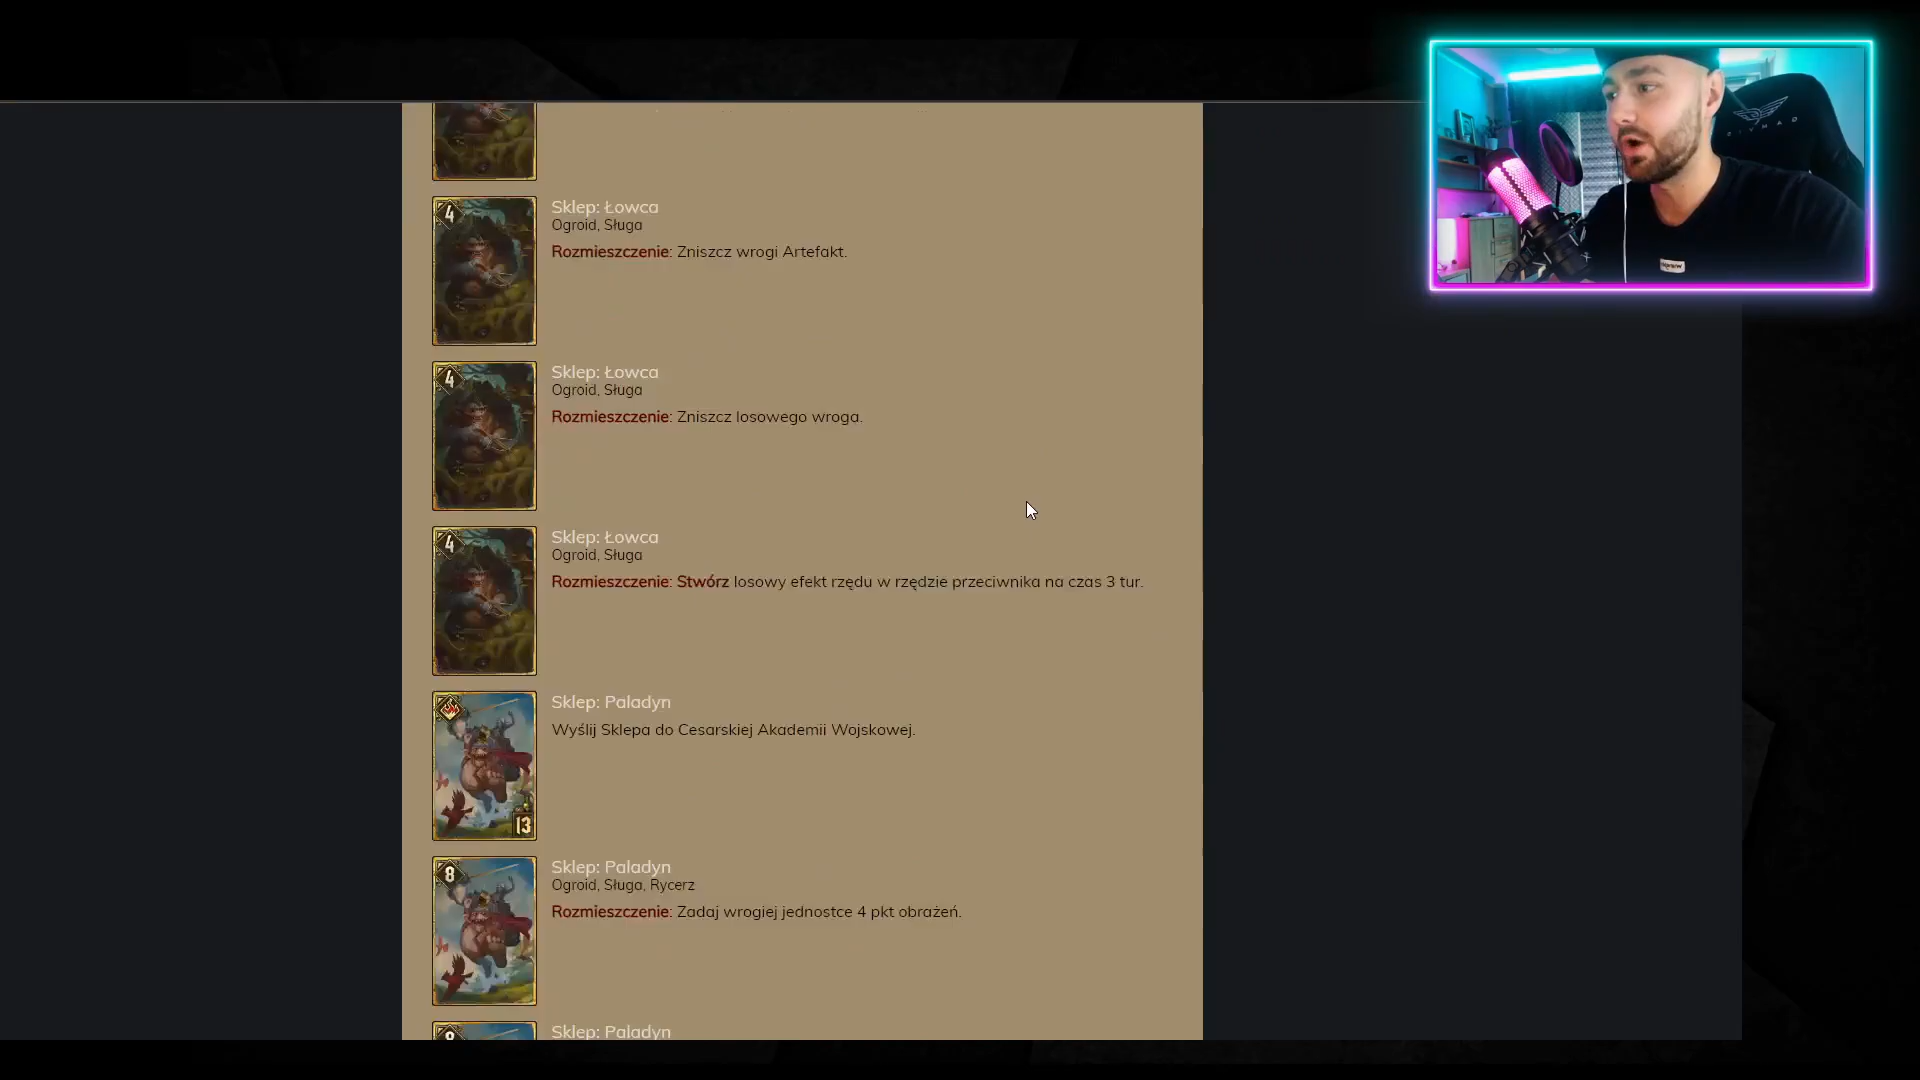 4
Sklep: Łowca
Ogroid, Sługa
Rozmieszczenie: Zniszcz wrogi Artefakt.
4
Sklep: Łowca
Ogroid, Sługa
Rozmieszczenie: Zniszcz losowego wroga.
4
Sklep: Łowca
Ogroid, Sługa
Rozmieszczenie: Stwórz losowy efekt rzędu w rzędzie przeciwnika na czas 3 tur.
Sklep: Paladyn
Wyślij Sklepa do Cesarskiej Akademii Wojskowej.
13
8
Sklep: Paladyn
Ogroid, Sługa, Rycerz
Rozmieszczenie: Zadaj wrogiej jednostce 4 pkt obrażeń.
8
Sklep: Paladyn